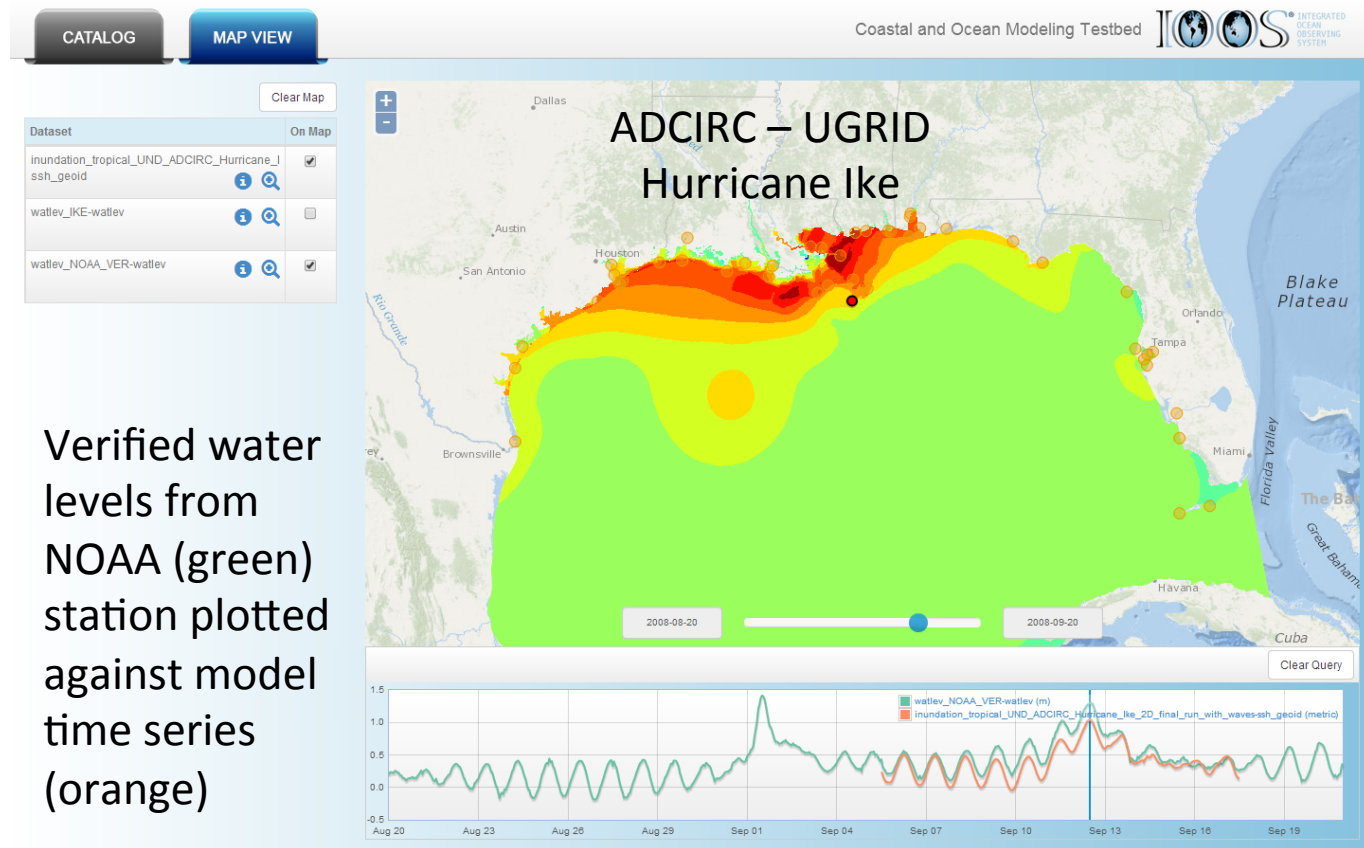 CATALOG
MAP VIEW
Coastal and Ocean Modeling Testbed
IOOS®
INTEGRATED
OCEAN
OBSERVING
SYSTEM
Clear Map
Dataset On Map
inundation_tropical_UND_ADCIRC_Hurricane_I
ssh_geoid
watlev_IKE-watlev
watlev_NOAA_VER-watlev
Verified water
levels from
NOAA (green)
station plotted
against model
time series
(orange)
+
-
ADCIRC – UGRID
Hurricane Ike
Dallas
Austin
Houston
San Antonio
Rio Grande
Brownsville
rey
Orlando
Tampa
Miami
Blake
Plateau
Florida Valley
The Ba
Great Bahama
Havana
Cuba
2008-08-20
2008-09-20
Clear Query
watlev_NOAA_VER-watlev (m)
inundation_tropical_UND_ADCIRC_Hurricane_Ike_2D_final_run_with_waves-ssh_geoid (metric)
1.5
1.0
0.5
0.0
-0.5
Aug 20 Aug 23 Aug 26 Aug 29 Sep 01 Sep 04 Sep 07 Sep 10 Sep 13 Sep 16 Sep 19